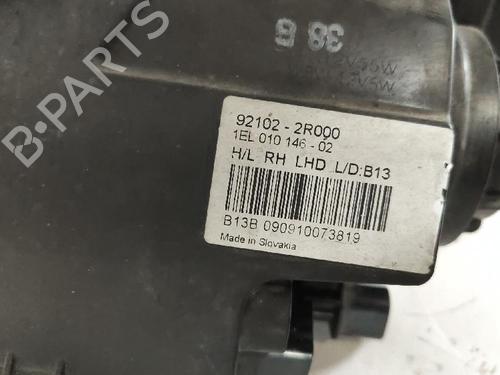 38 B
92102 - 2R000
1EL 010 146 - 02
H/L RH LHD L/D:B13
B13B 090910073819
Made in Slovakia
B-PARTS